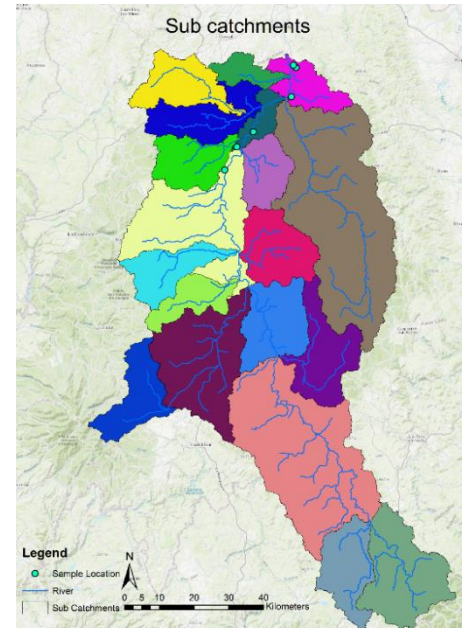 Sub catchments
Legend
Sample Location
River
Sub Catchments
N
0 5 10 20 30 40
Kilometers